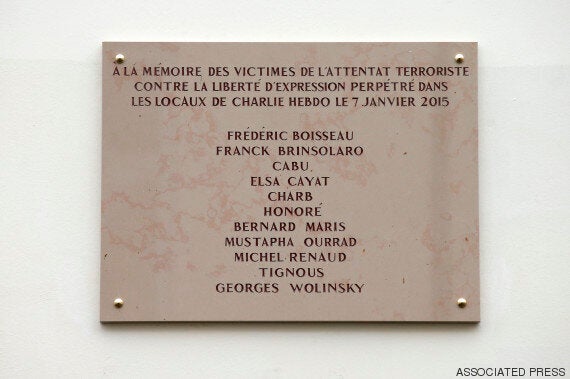 À LA MÉMOIRE DES VICTIMES DE L'ATTENTAT TERRORISTE
CONTRE LA LIBERTÉ D'EXPRESSION PERPÉTRÉ DANS
LES LOCAUX DE CHARLIE HEBDO LE 7 JANVIER 2015
FRÉDÉRIC BOISSEAU
FRANCK BRINSOLARO
CABU
ELSA CAYAT
CHARB
HONORÉ
BERNARD MARIS
MUSTAPHA OURRAD
MICHEL RENAUD
TIGNOUS
GEORGES WOLINSKY
ASSOCIATED PRESS